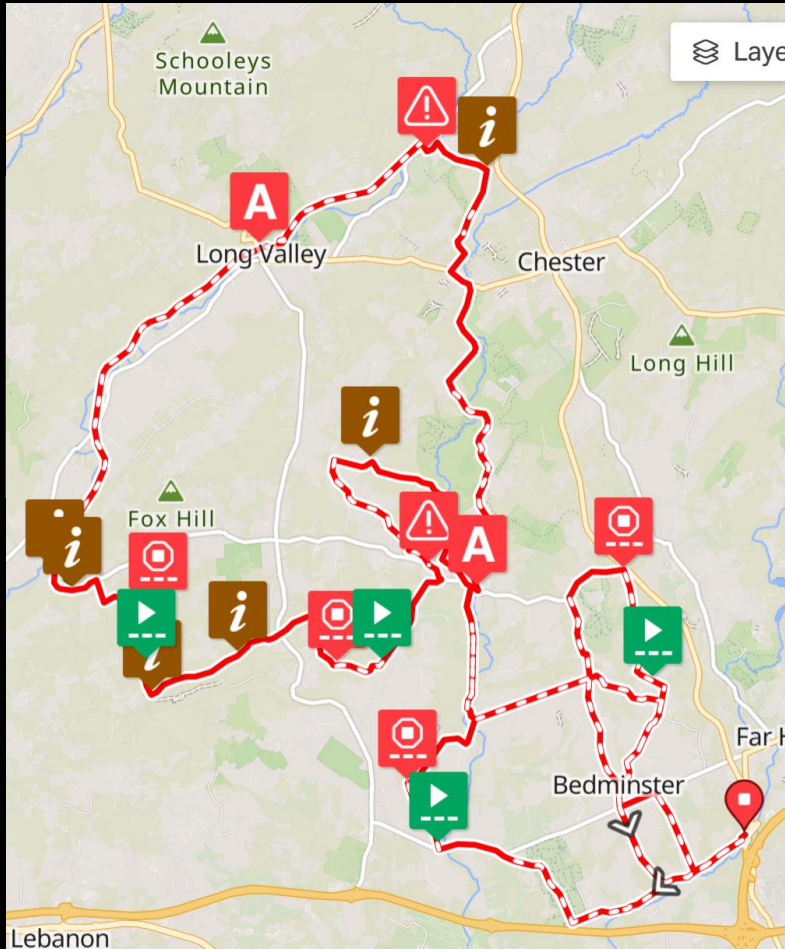 Schooleys
Mountain
Laye
i
A
Long Valley
Chester
Long Hill
i
Fox Hill
A
i
i
i
Far H
Bedminster
Lebanon